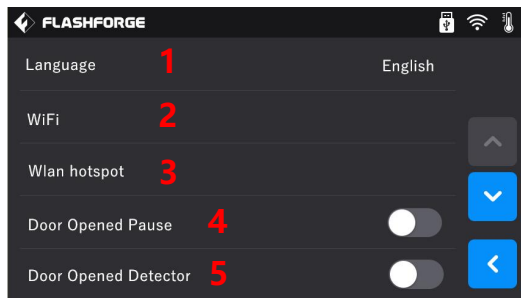 FLASHFORGE
Language 1 English
WiFi 2
Wlan hotspot 3
Door Opened Pause 4
Door Opened Detector 5